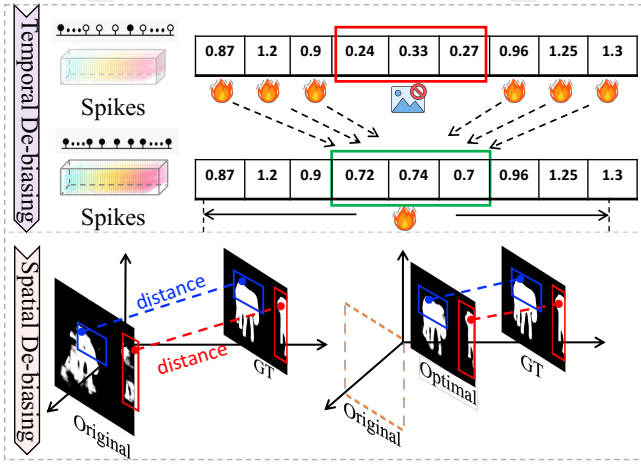 Temporal De-biasing
Spikes
0.87 1.2 0.9 0.24 0.33 0.27 0.96 1.25 1.3
Spikes
0.87 1.2 0.9 0.72 0.74 0.7 0.96 1.25 1.3
Spatial De-biasing
distance
distance
GT
Original
Optimal
GT
Original